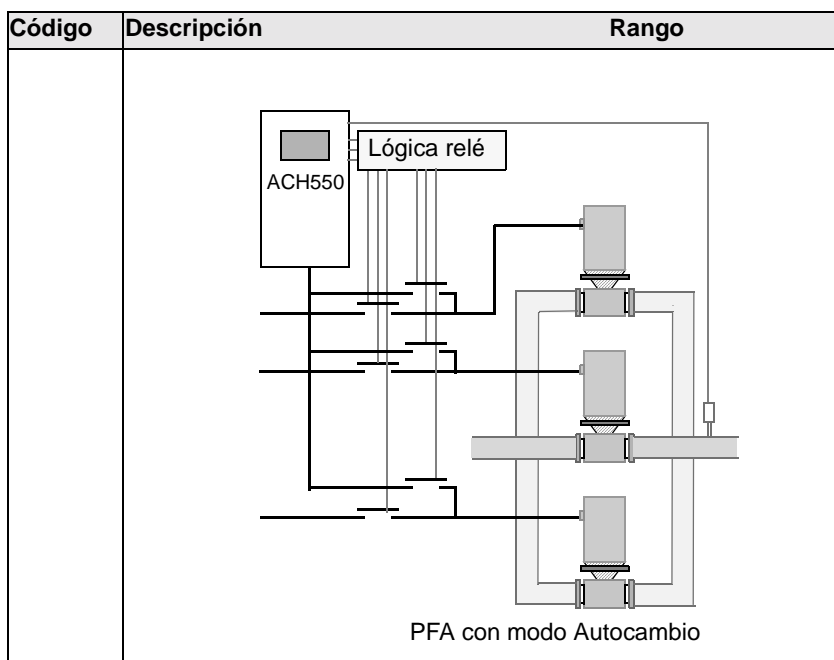 Código Descripción Rango
Lógica relé
ACH550
PFA con modo Autocambio